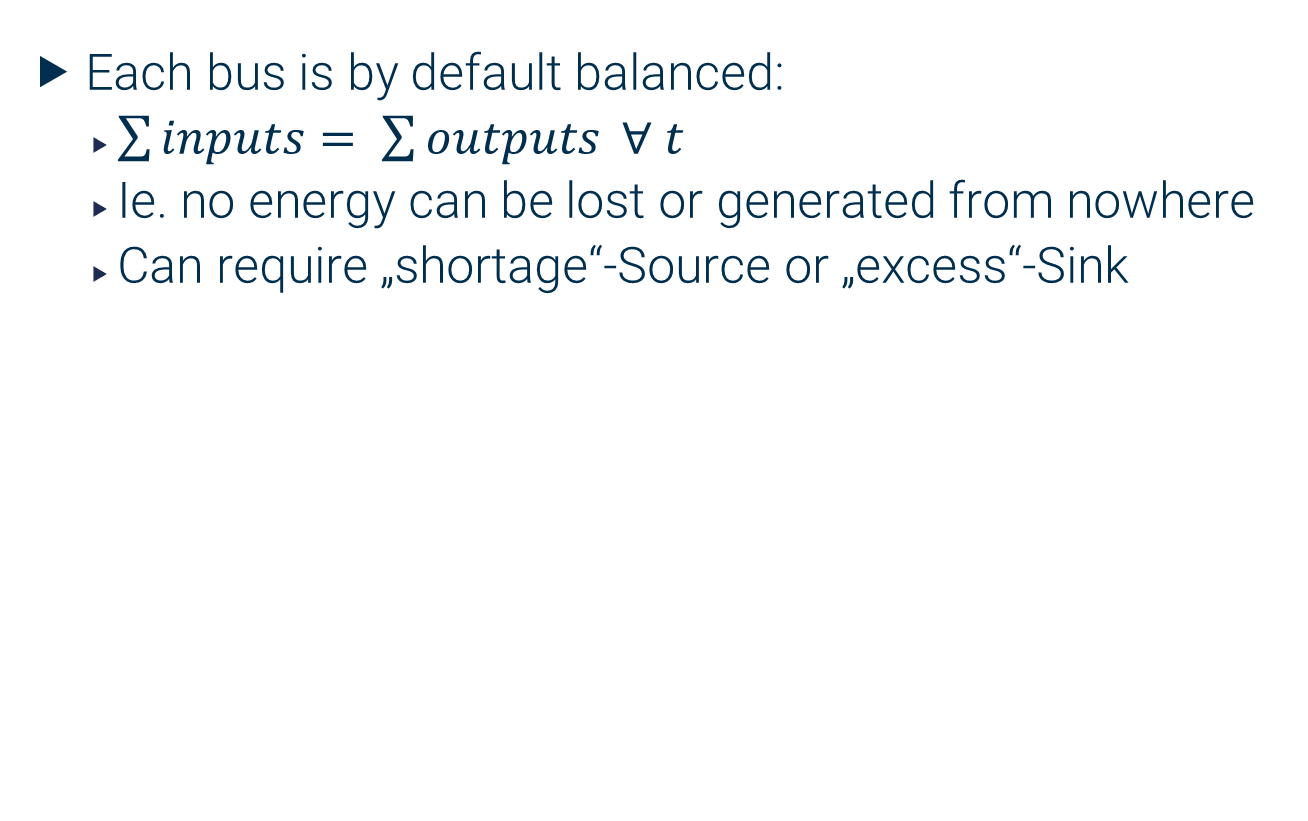 Each bus is by default balanced:
∑ inputs = ∑ outputs ∀ t
Ie. no energy can be lost or generated from nowhere
Can require „shortage“-Source or „excess“-Sink